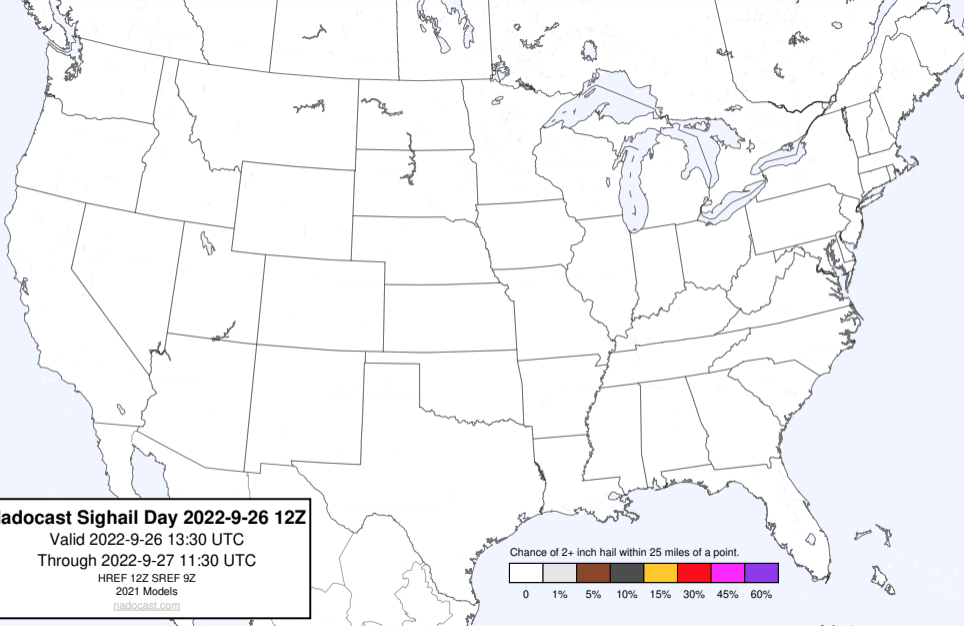 adocast Sighail Day 2022-9-26 12Z
Valid 2022-9-26 13:30 UTC
Through 2022-9-27 11:30 UTC
HREF 12Z SREF 9Z
2021 Models
nadocast.com
Chance of 2+ inch hail within 25 miles of a point.
0 1% 5% 10% 15% 30% 45% 60%